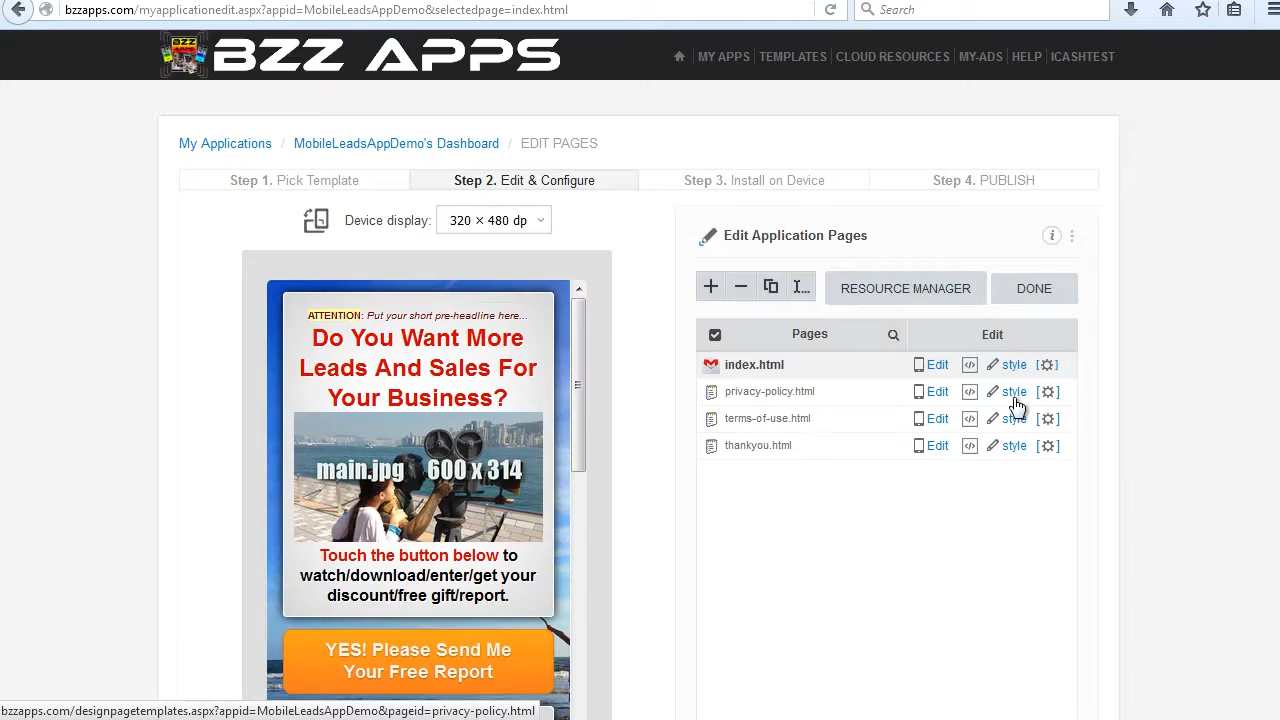 bzzapps.com/myapplicationedit.aspx?appid=MobileLeadsAppDemo&selectedpage=index.html
Search
BZZ APPS
MY APPS TEMPLATES CLOUD RESOURCES MY-ADS HELP ICASHTEST
My Applications / MobileLeadsAppDemo's Dashboard / EDIT PAGES
Step 1. Pick Template
Step 2. Edit & Configure
Step 3. Install on Device
Step 4. PUBLISH
Device display: 320 × 480 dp
Edit Application Pages
RESOURCE MANAGER
DONE
Pages
Edit
index.html Edit style
privacy-policy.html Edit style
terms-of-use.html Edit style
thankyou.html Edit style
ATTENTION: Put your short pre-headline here...
Do You Want More
Leads And Sales For
Your Business?
main.jpg 600 x 314
Touch the button below to
watch/download/enter/get your
discount/free gift/report.
YES! Please Send Me
Your Free Report
bzzapps.com/designpagetemplates.aspx?appid=MobileLeadsAppDemo&pageid=privacy-policy.html